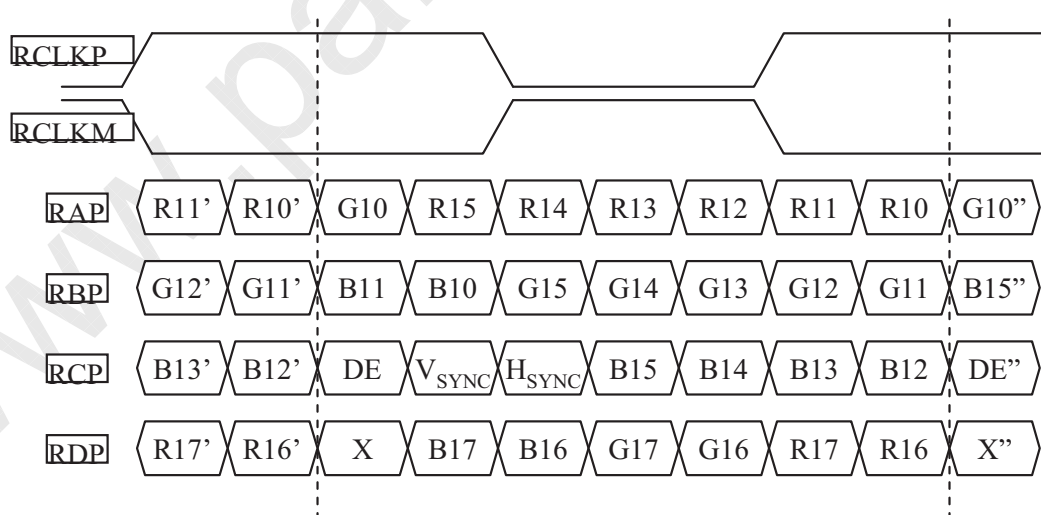 www.pa
RCLKP
RCLKM
RAP R11’ R10’ G10 R15 R14 R13 R12 R11 R10 G10”
RBP G12’ G11’ B11 B10 G15 G14 G13 G12 G11 B15”
RCP B13’ B12’ DE VSYNC HSYNC B15 B14 B13 B12 DE”
RDP R17’ R16’ X B17 B16 G17 G16 R17 R16 X”